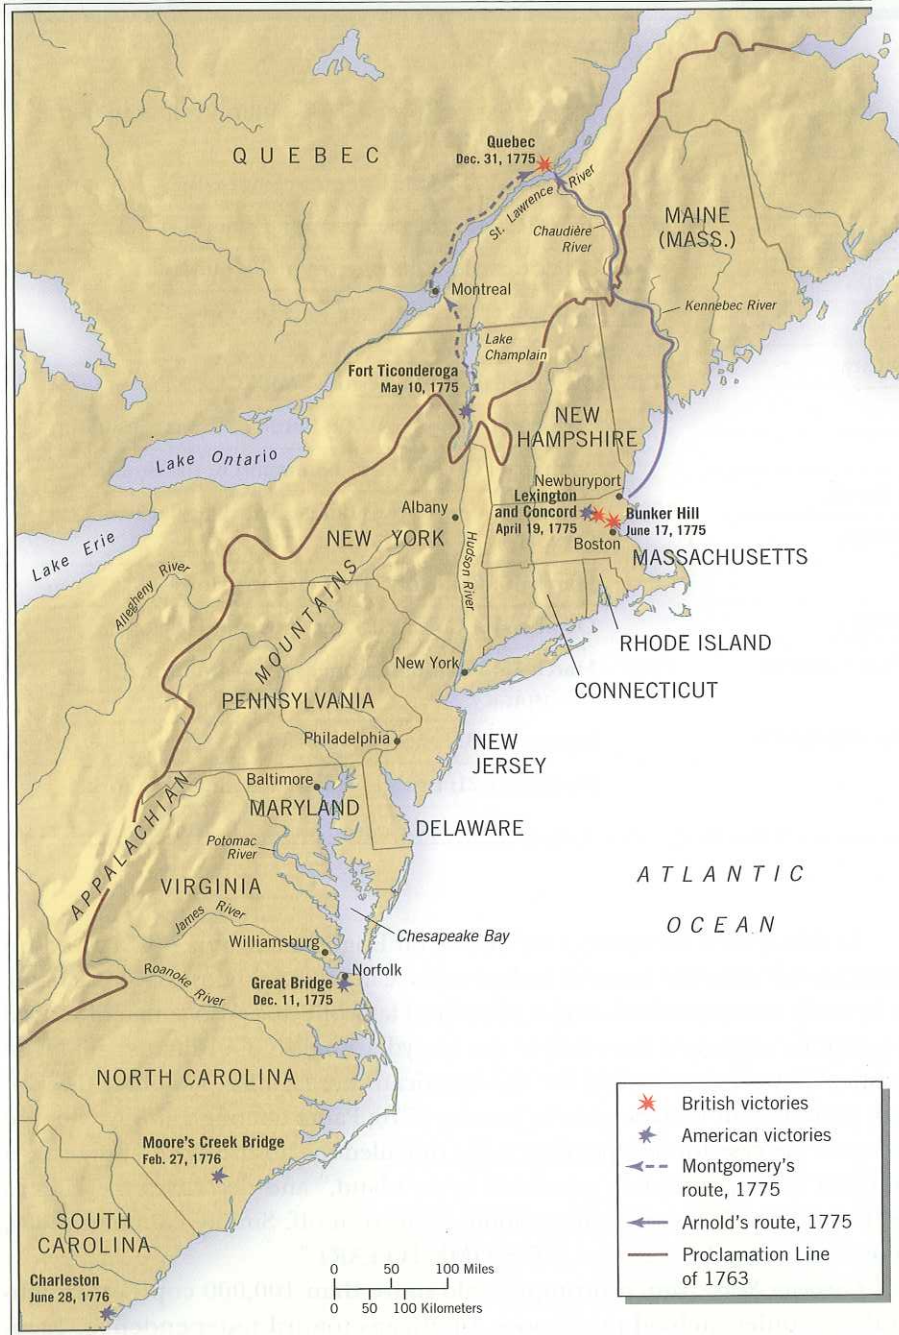 QUEBEC
Quebec
Dec. 31, 1775
St. Lawrence River
Chaudière
River
MAINE
(MASS.)
Montreal
Kennebec River
Lake
Champlain
Fort Ticonderoga
May 10, 1775
NEW
HAMPSHIRE
Lake Ontario
Newburyport
Lexington
and Concord
April 19, 1775
Bunker Hill
June 17, 1775
Boston
Albany
NEW YORK
MASSACHUSETTS
Lake Erie
Hudson River
Allegheny River
RHODE ISLAND
New York
CONNECTICUT
PENNSYLVANIA
Philadelphia
NEW
JERSEY
Baltimore
MARYLAND
DELAWARE
APPALACHIAN MOUNTAINS
Potomac
River
ATLANTIC
OCEAN
VIRGINIA
James River
Williamsburg
Chesapeake Bay
Roanoke River
Norfolk
Great Bridge
Dec. 11, 1775
NORTH CAROLINA
Moore's Creek Bridge
Feb. 27, 1776
SOUTH
CAROLINA
Charleston
June 28, 1776
0 50 100 Miles
0 50 100 Kilometers
British victories
American victories
Montgomery's
route, 1775
Arnold's route, 1775
Proclamation Line
of 1763